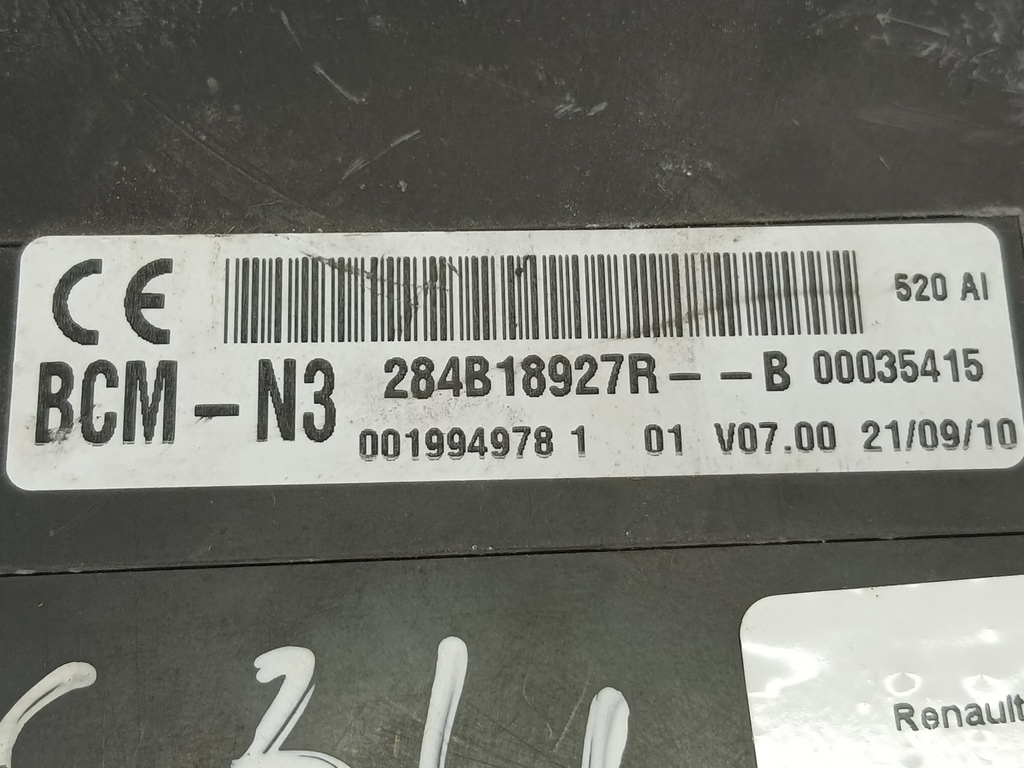 CE
520 AI
BCM-N3
284B18927R--B 00035415
001994978 1 01 V07.00 21/09/10
Renault